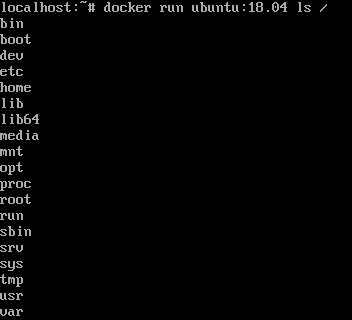 localhost:~# docker run ubuntu:18.04 ls /
bin
boot
dev
etc
home
lib
lib64
media
mnt
opt
proc
root
run
sbin
srv
sys
tmp
usr
var